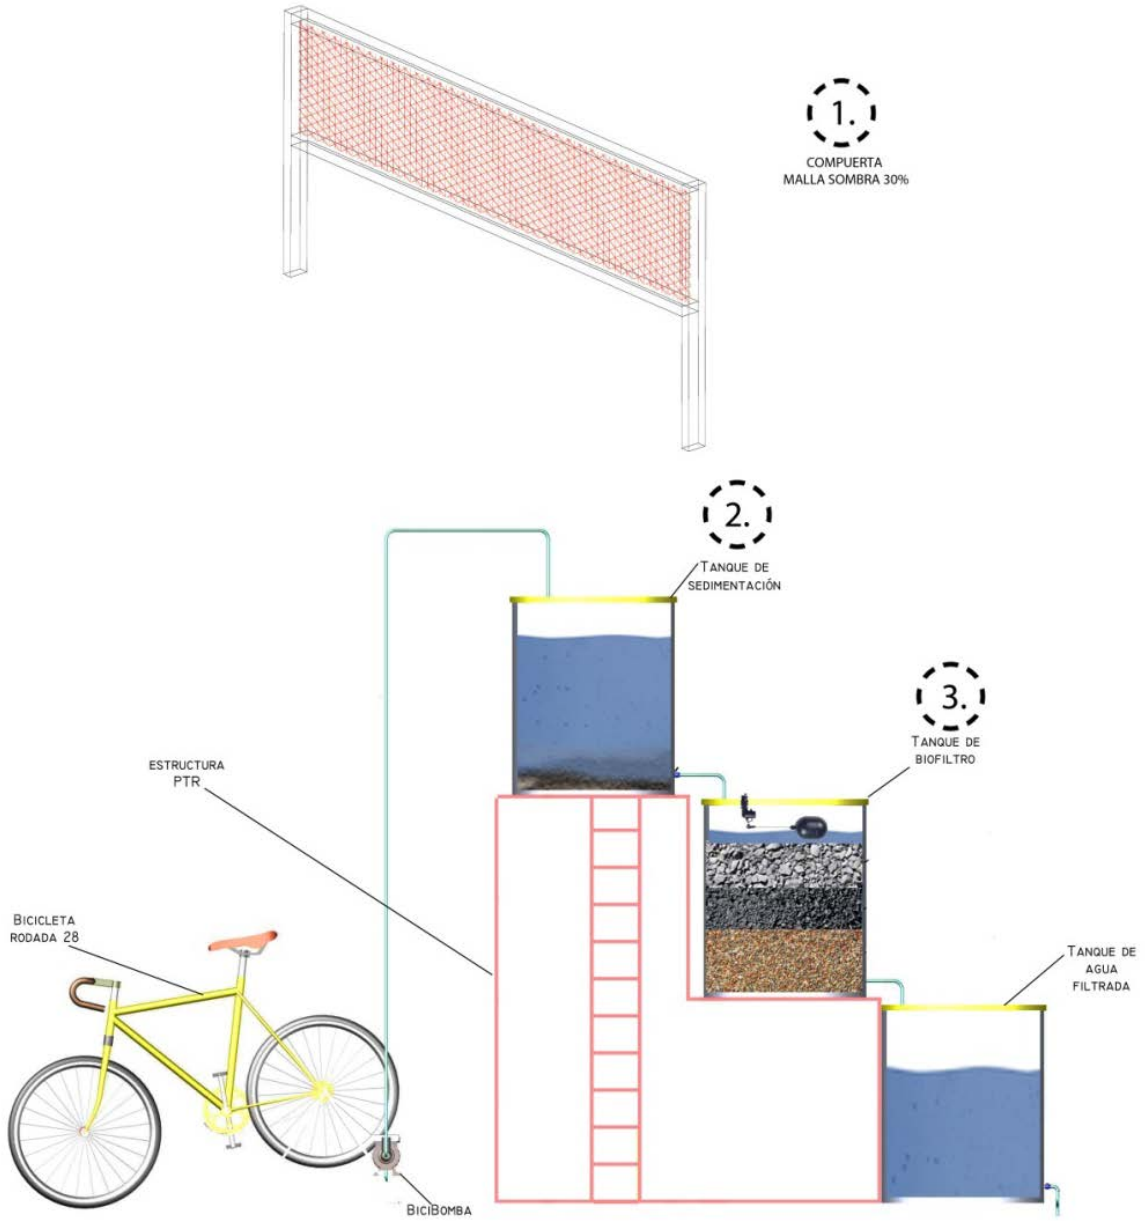 1.
COMPUERTA
MALLA SOMBRA 30%
2.
TANQUE DE
SEDIMENTACIÓN
3.
TANQUE DE
BIOFILTRO
ESTRUCTURA
PTR
BICICLETA
RODADA 28
TANQUE DE
AGUA
FILTRADA
BICIBOMBA